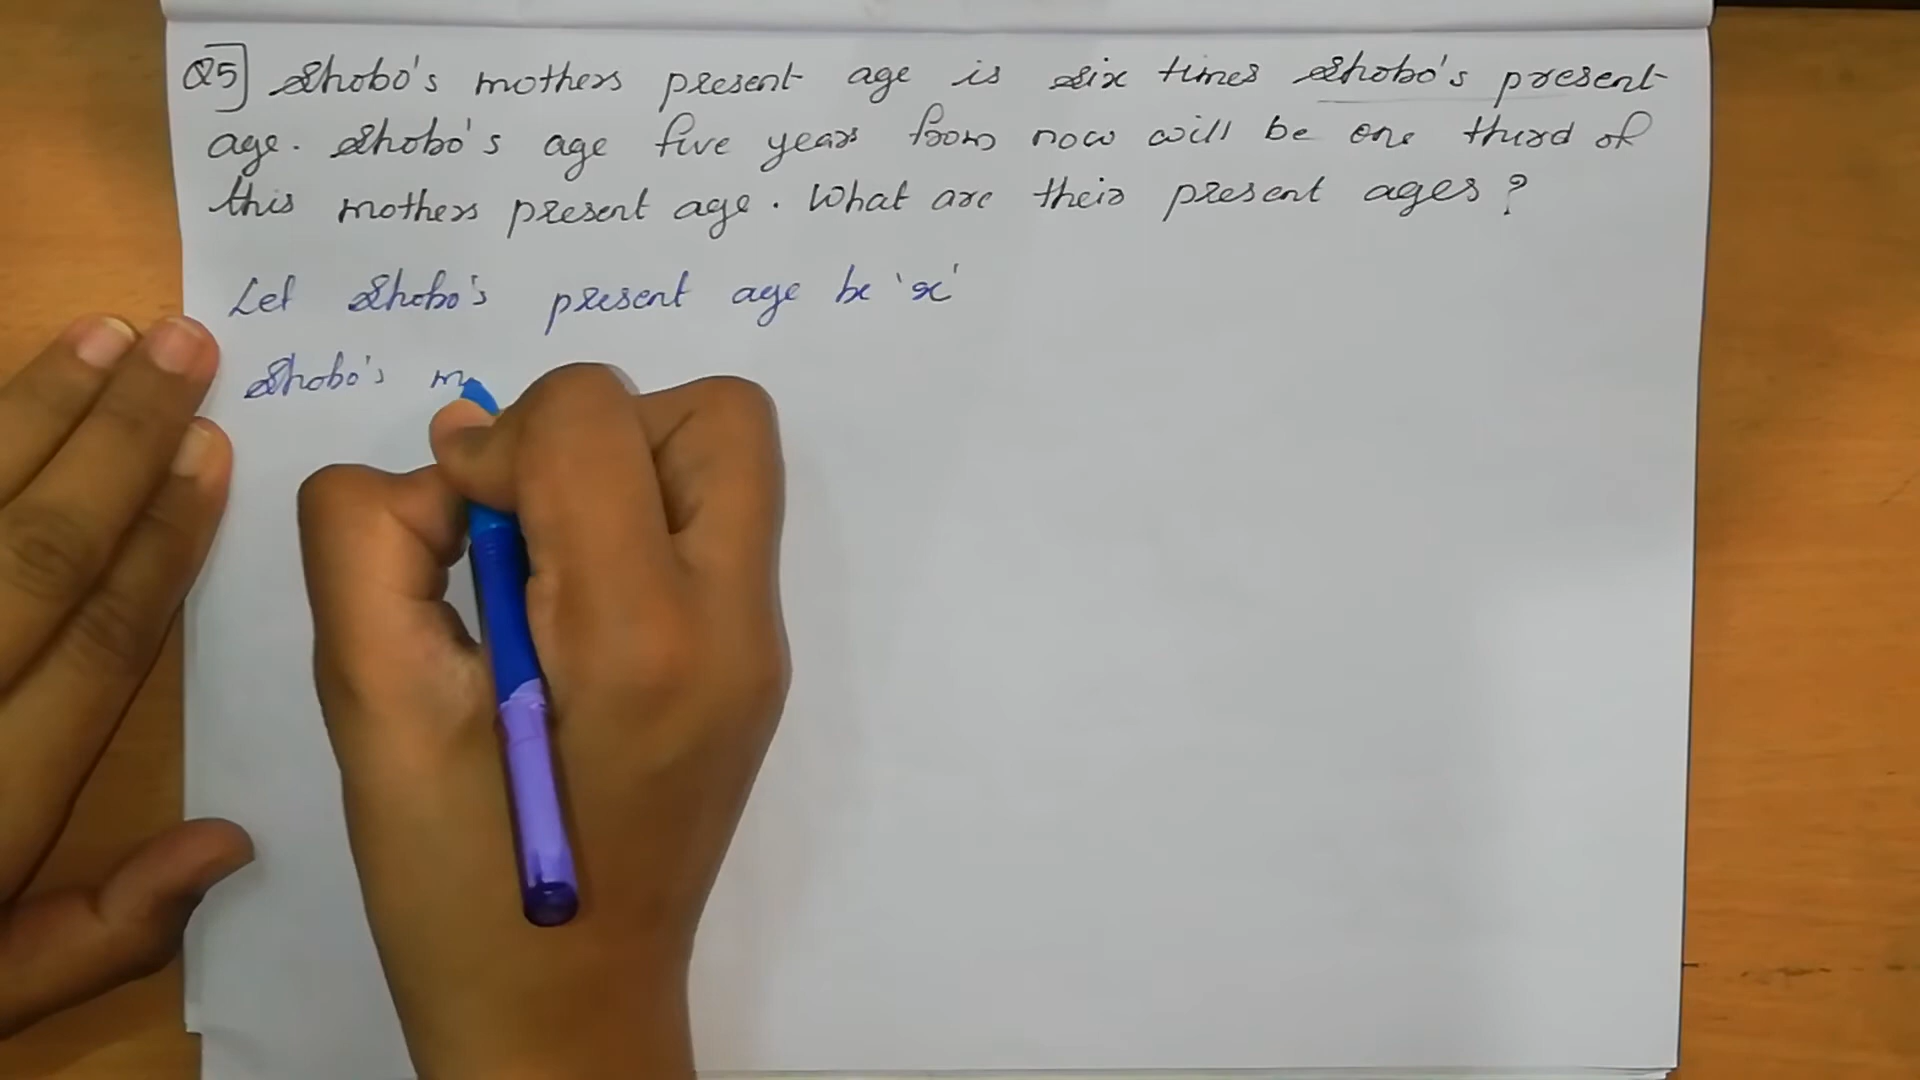 Q5] Shobo's mothers present age is six times Shobo's present
age. Shobo's age five years from now will be one third of
this mothers present age. What are their present ages?
Let Shobo's present age be 'x'
Shobo's m